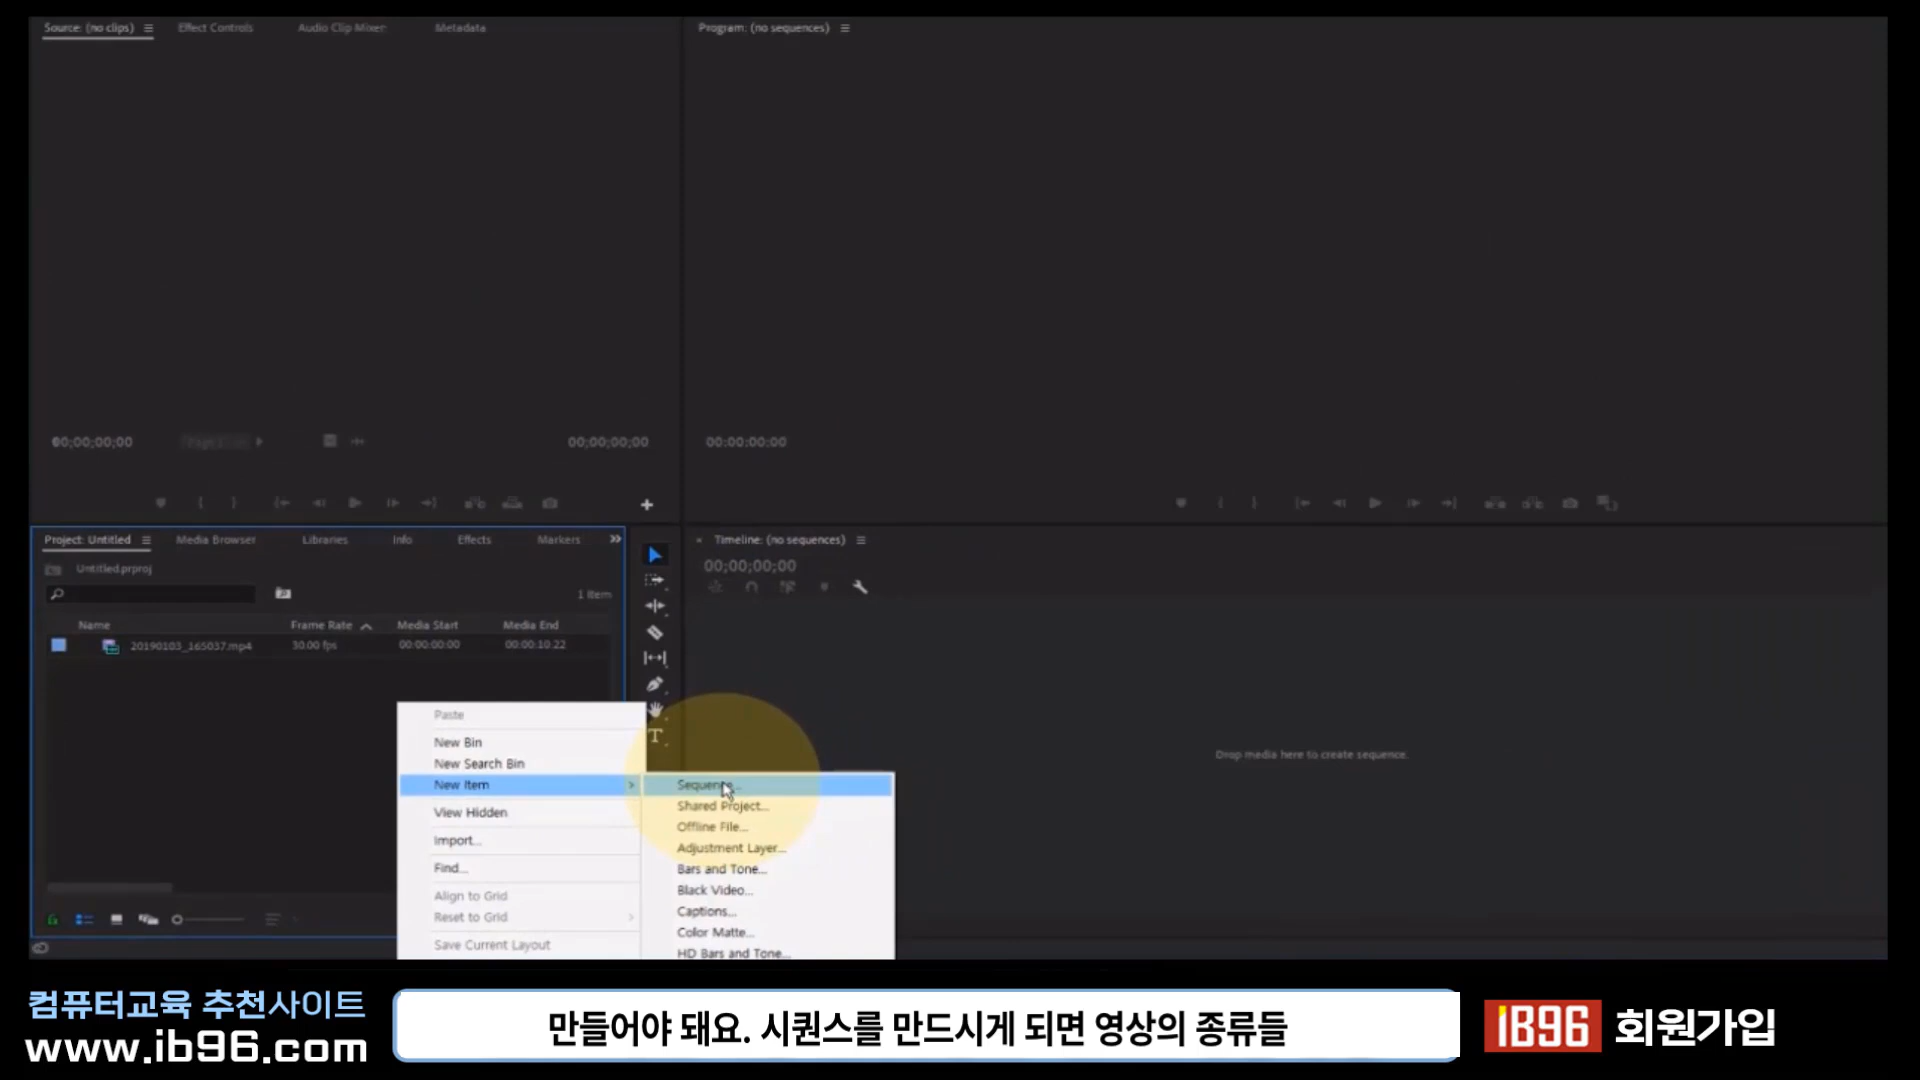 Source: (no clips)
Effect Controls
Audio Clip Mixer:
Metadata
Program: (no sequences)
00;00;00;00
00;00;00;00
00:00:00:00
Project: Untitled
Media Browser
Libraries
Info
Effects
Markers
Timeline: (no sequences)
00;00;00;00
Untitled.prproj
1 Item
Name
Frame Rate
Media Start
Media End
20190103_165037.mp4
30.00 fps
00:00:00:00
00:00:10:22
Paste
New Bin
New Search Bin
New Item
View Hidden
Import...
Find...
Align to Grid
Reset to Grid
Save Current Layout
Sequence...
Shared Project...
Offline File...
Adjustment Layer...
Bars and Tone...
Black Video...
Captions...
Color Matte...
HD Bars and Tone...
T
Drop media here to create sequence.
컴퓨터교육 추천사이트
www.ib96.com
만들어야 돼요. 시퀀스를 만드시게 되면 영상의 종류들
IB96 회원가입